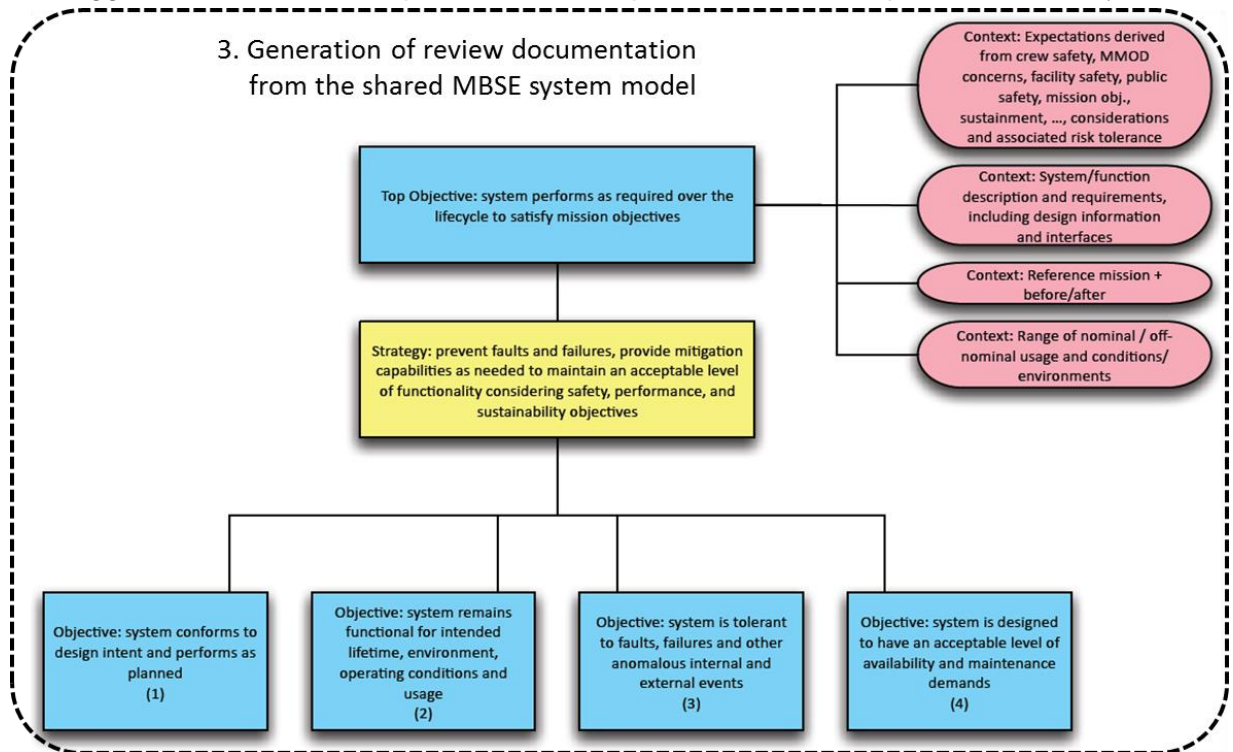 3. Generation of review documentation
from the shared MBSE system model
Context: Expectations derived
from crew safety, MMOD
concerns, facility safety, public
safety, mission obj.,
sustainment, ..., considerations
and associated risk tolerance
Top Objective: system performs as required over the
lifecycle to satisfy mission objectives
Context: System/function
description and requirements,
including design information
and interfaces
Context: Reference mission +
before/after
Context: Range of nominal / off-
nominal usage and conditions/
environments
Strategy: prevent faults and failures, provide mitigation
capabilities as needed to maintain an acceptable level
of functionality considering safety, performance, and
sustainability objectives
Objective: system conforms to
design intent and performs as
planned
(1)
Objective: system remains
functional for intended
lifetime, environment,
operating conditions and
usage
(2)
Objective: system is tolerant
to faults, failures and other
anomalous internal and
external events
(3)
Objective: system is designed
to have an acceptable level of
availability and maintenance
demands
(4)